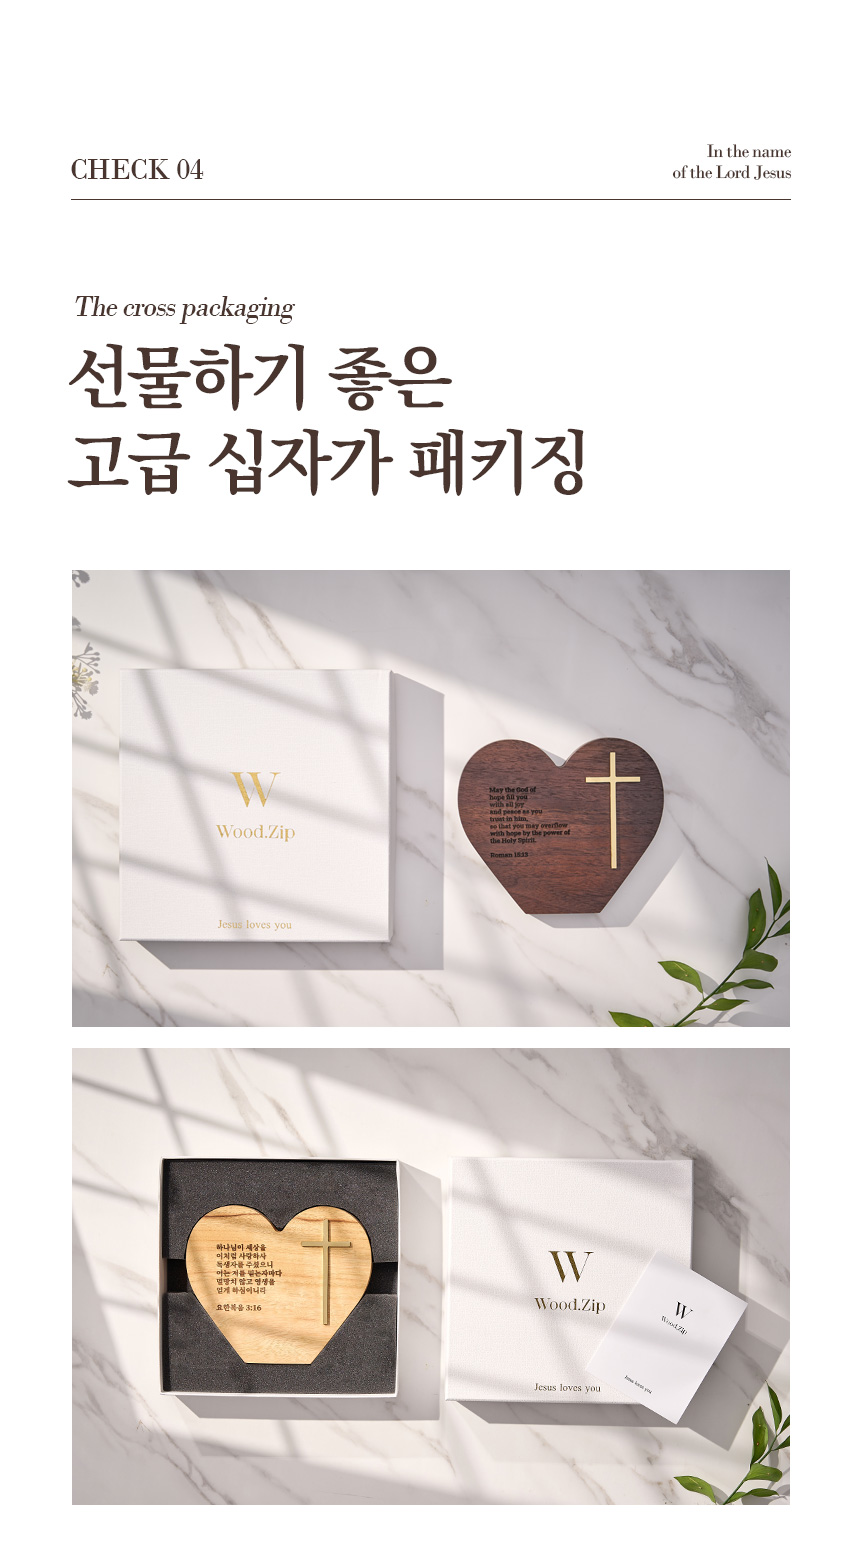 CHECK 04
In the name
of the Lord Jesus
The cross packaging
선물하기 좋은
고급 십자가 패키징
W
Wood.Zip
Jesus loves you
May the God of
hope fill you
with all joy
and peace as you
trust in him,
so that you may overflow
with hope by the power of
the Holy Spirit.
Roman 15:13
하나님이 세상을
이처럼 사랑하사
독생자를 주셨으니
이는 저를 믿는자마다
멸망치 않고 영생을
얻게 하심이니라
요한복음 3:16
W
Wood.Zip
Jesus loves you
W
Wood.Zip
Jesus loves you